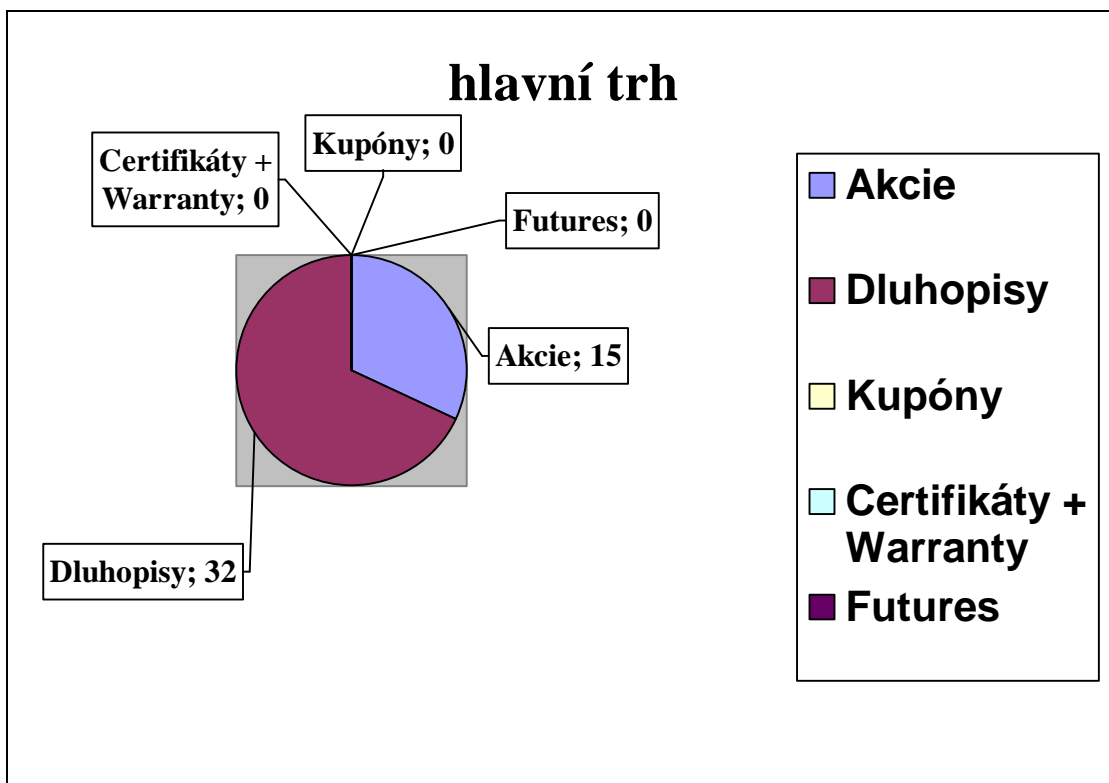 hlavní trh
Certifikáty +
Warranty; 0
Kupóny; 0
Futures; 0
Akcie; 15
Dluhopisy; 32
Akcie
Dluhopisy
Kupóny
Certifikáty +
Warranty
Futures